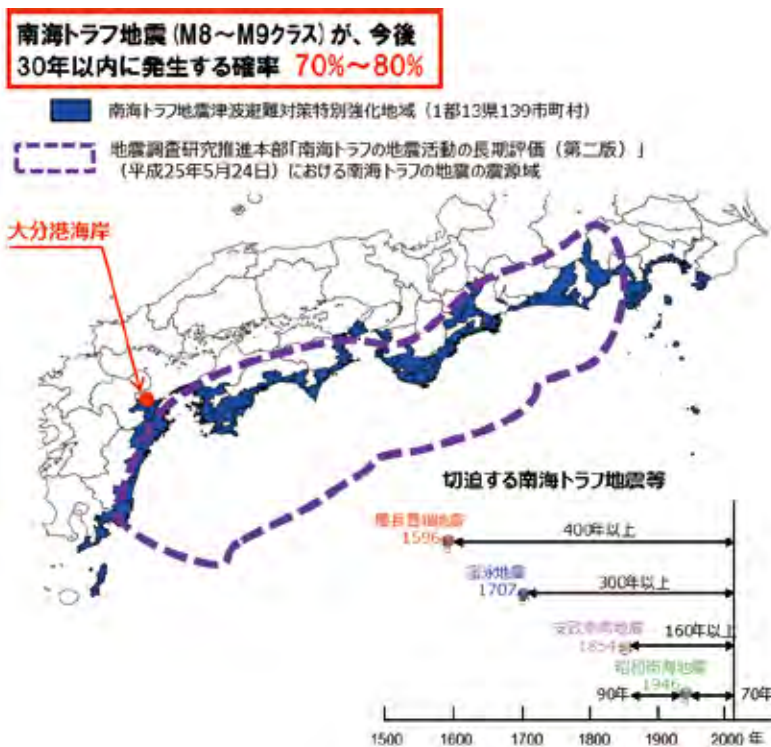 南海トラフ地震（M8～M9クラス）が、今後
30年以内に発生する確率 70%～80%
南海トラフ地震津波避難対策特別強化地域（1都13県139市町村）
地震調査研究推進本部「南海トラフの地震活動の長期評価（第二版）」
（平成25年5月24日）における南海トラフの地震の震源域
大分港海岸
切迫する南海トラフ地震等
慶長豊後地震
1596
400年以上
宝永地震
1707
300年以上
安政南海地震
1854
160年以上
昭和南海地震
1946
90年
70年
1500 1600 1700 1800 1900 2000 年